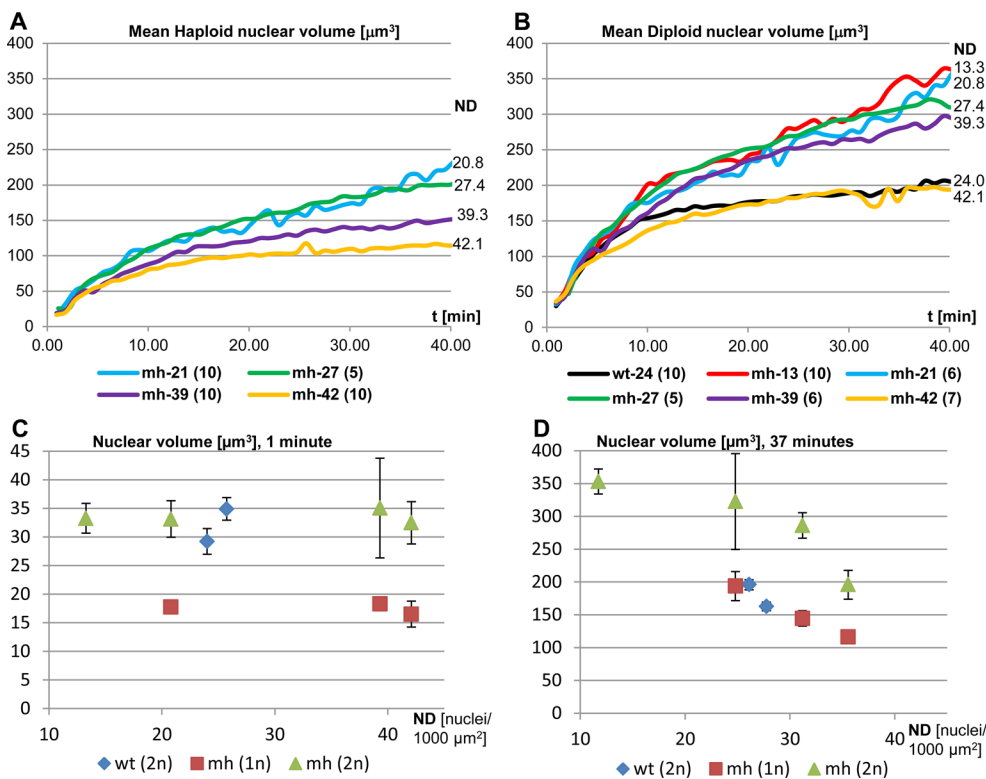 A
Mean Haploid nuclear volume [µm³]
400
350
300
250
200
150
100
50
0
ND
20.8
27.4
39.3
42.1
t [min]
0.00
10.00
20.00
30.00
40.00
mh-21 (10)
mh-27 (5)
mh-39 (10)
mh-42 (10)
B
Mean Diploid nuclear volume [µm³]
400
350
300
250
200
150
100
50
0
ND
13.3
20.8
27.4
39.3
24.0
42.1
t [min]
0.00
10.00
20.00
30.00
40.00
wt-24 (10)
mh-13 (10)
mh-21 (6)
mh-27 (5)
mh-39 (6)
mh-42 (7)
C
Nuclear volume [µm³], 1 minute
45
40
35
30
25
20
15
10
5
0
10
20
30
40
ND [nuclei/
1000 µm²]
wt (2n)
mh (1n)
mh (2n)
D
Nuclear volume [µm³], 37 minutes
400
350
300
250
200
150
100
50
0
10
20
30
40
ND [nuclei/
1000 µm²]
wt (2n)
mh (1n)
mh (2n)